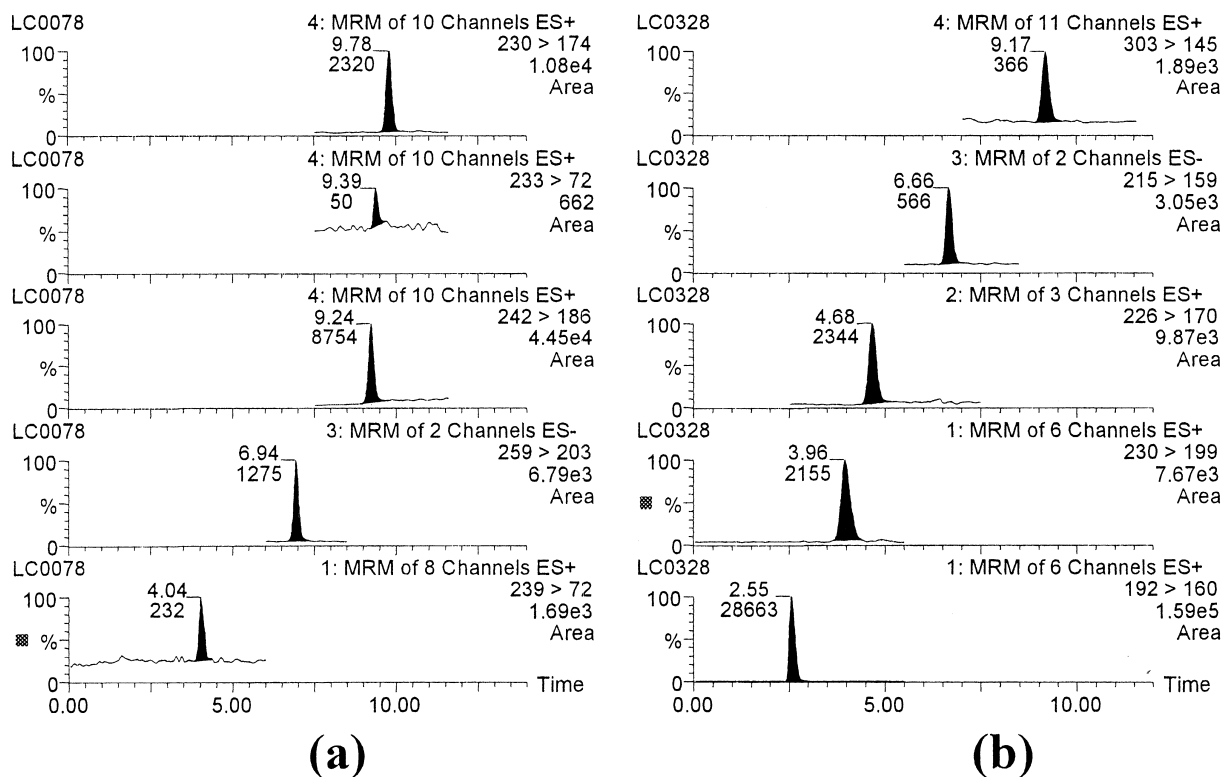 LC0078 4: MRM of 10 Channels ES+
100 9.78 230 > 174
2320 1.08e4
% Area
0
LC0078 4: MRM of 10 Channels ES+
100 9.39 233 > 72
50 662
% Area
0
LC0078 4: MRM of 10 Channels ES+
100 9.24 242 > 186
8754 4.45e4
% Area
0
LC0078 3: MRM of 2 Channels ES-
100 6.94 259 > 203
1275 6.79e3
% Area
0
LC0078 1: MRM of 8 Channels ES+
100 4.04 239 > 72
232 1.69e3
% Area
0 Time
0.00 5.00 10.00
(a)
LC0328 4: MRM of 11 Channels ES+
100 9.17 303 > 145
366 1.89e3
% Area
0
LC0328 3: MRM of 2 Channels ES-
100 6.66 215 > 159
566 3.05e3
% Area
0
LC0328 2: MRM of 3 Channels ES+
100 4.68 226 > 170
2344 9.87e3
% Area
0
LC0328 1: MRM of 6 Channels ES+
100 3.96 230 > 199
2155 7.67e3
% Area
0
LC0328 1: MRM of 6 Channels ES+
100 2.55 192 > 160
28663 1.59e5
% Area
0 Time
0.00 5.00 10.00
(b)